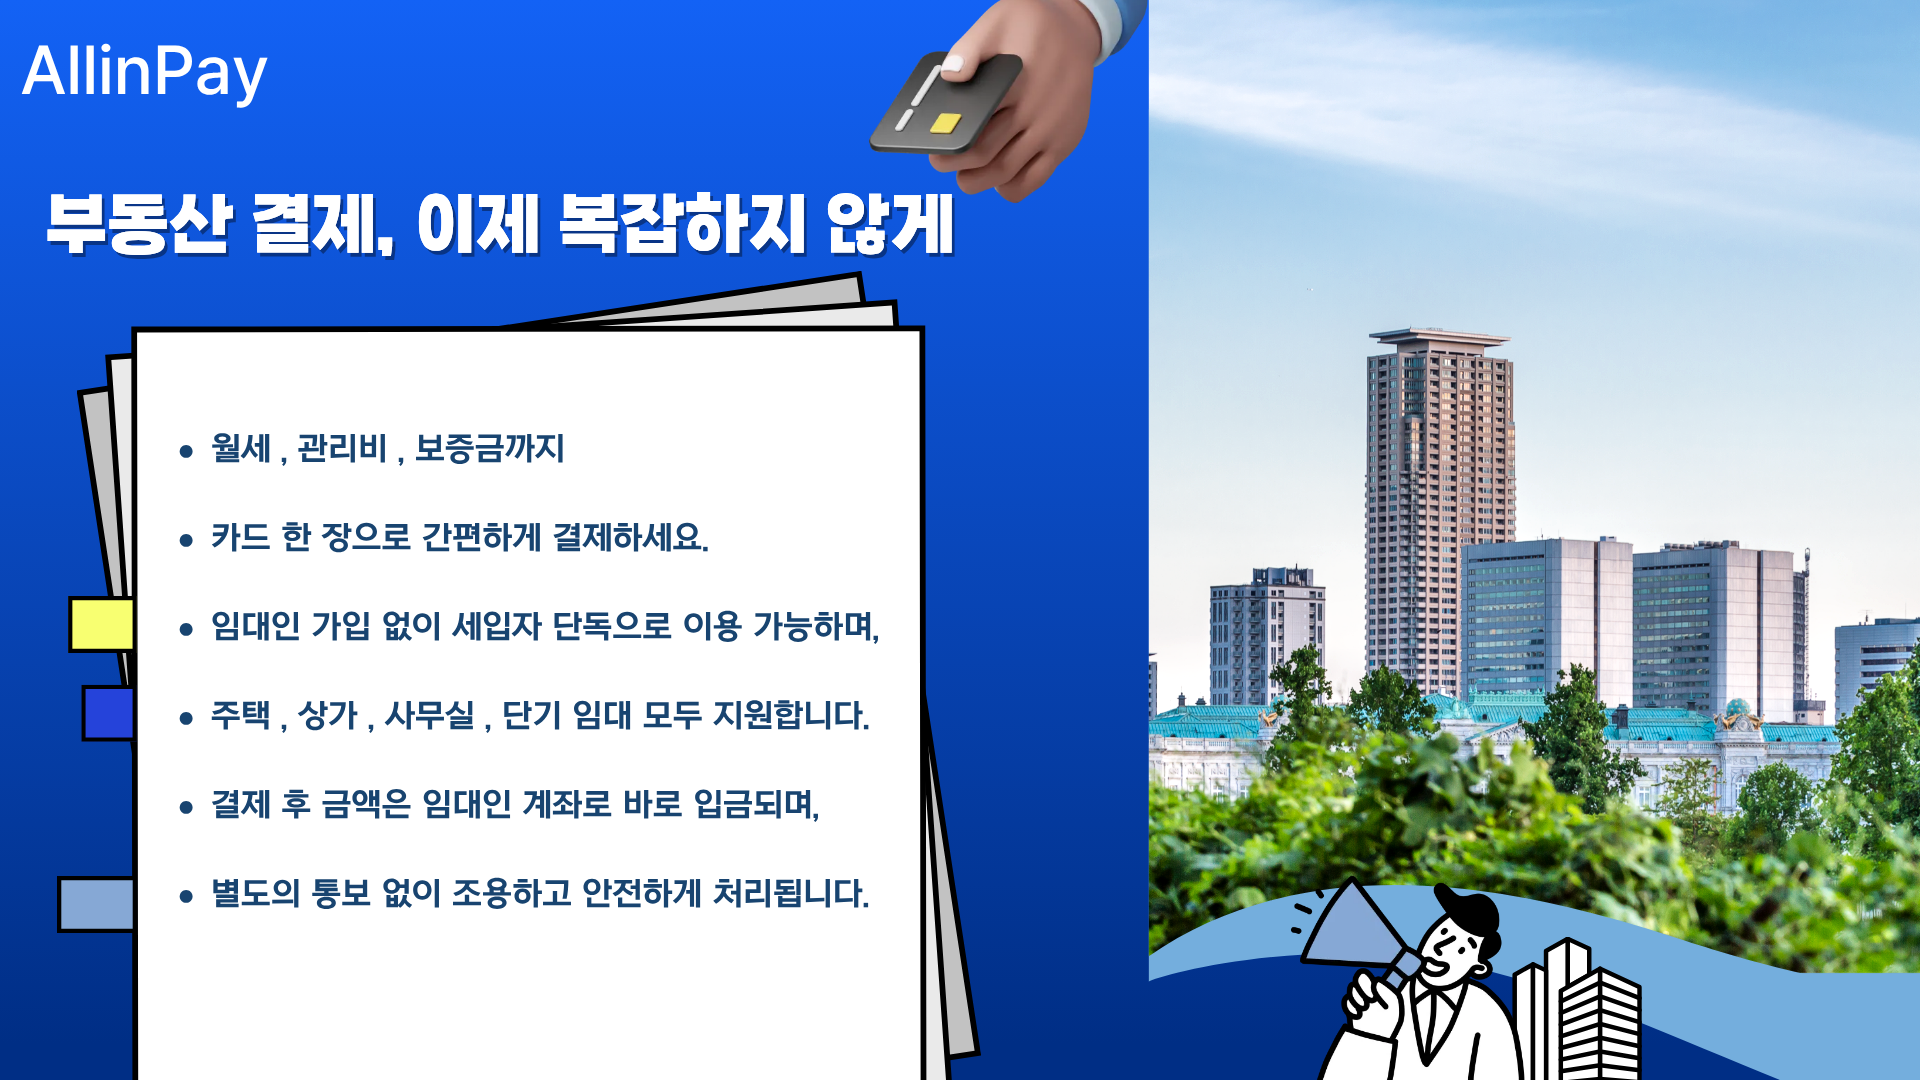 AllinPay
부동산 결제, 이제 복잡하지 않게
● 월세 , 관리비 , 보증금까지
● 카드 한 장으로 간편하게 결제하세요.
● 임대인 가입 없이 세입자 단독으로 이용 가능하며,
● 주택 , 상가 , 사무실 , 단기 임대 모두 지원합니다.
● 결제 후 금액은 임대인 계좌로 바로 입금되며,
● 별도의 통보 없이 조용하고 안전하게 처리됩니다.